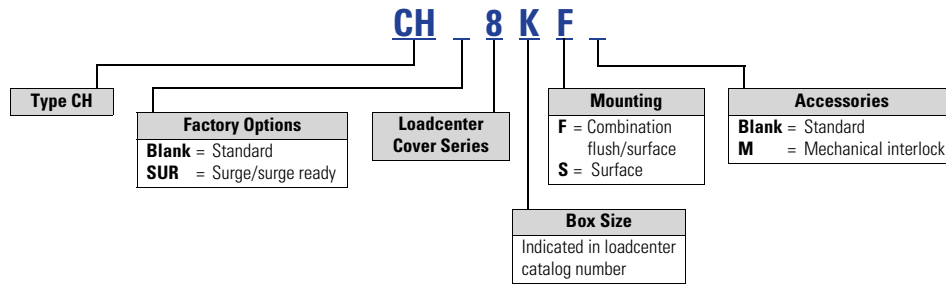 CH _ 8 K F _
Type CH
Factory Options
Blank = Standard
SUR = Surge/surge ready
Loadcenter
Cover Series
Mounting
F = Combination
flush/surface
S = Surface
Accessories
Blank = Standard
M = Mechanical interlock
Box Size
Indicated in loadcenter
catalog number